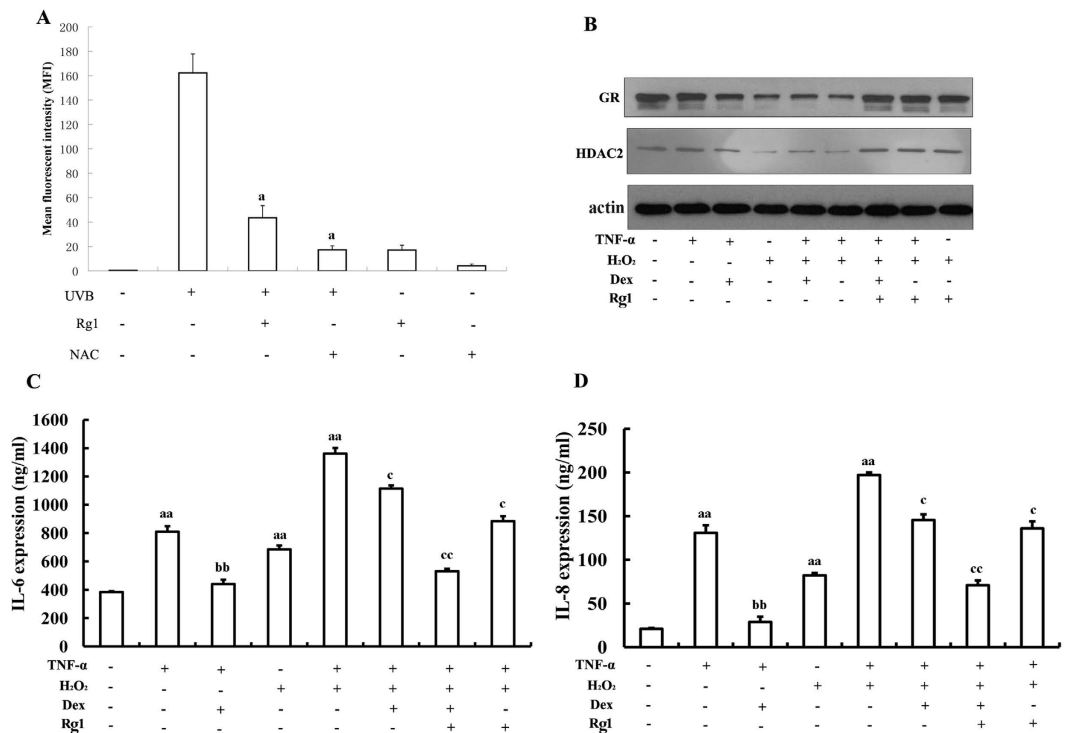 A
Mean fluorescent intensity (MFI)
200
180
160
140
120
100
80
60
40
20
0
a
a
UVB - + + + - -
Rg1 - - + - + -
NAC - - - + - +
B
GR
HDAC2
actin
TNF-α - + + - + + + + -
H₂O₂ - - - + + + + + +
Dex - - + - + - + - -
Rg1 - - - - - - + + +
C
IL-6 expression (ng/ml)
1600
1400
1200
1000
800
600
400
200
0
aa
bb
aa
aa
c
cc
c
TNF-α - + + - + + + +
H₂O₂ - - - + + + + +
Dex - - + - - + + -
Rg1 - - - - - - + +
D
IL-8 expression (ng/ml)
250
200
150
100
50
0
aa
bb
aa
aa
c
cc
c
TNF-α - + + - + + + +
H₂O₂ - - - + + + + +
Dex - - + - - + + -
Rg1 - - - - - - + +